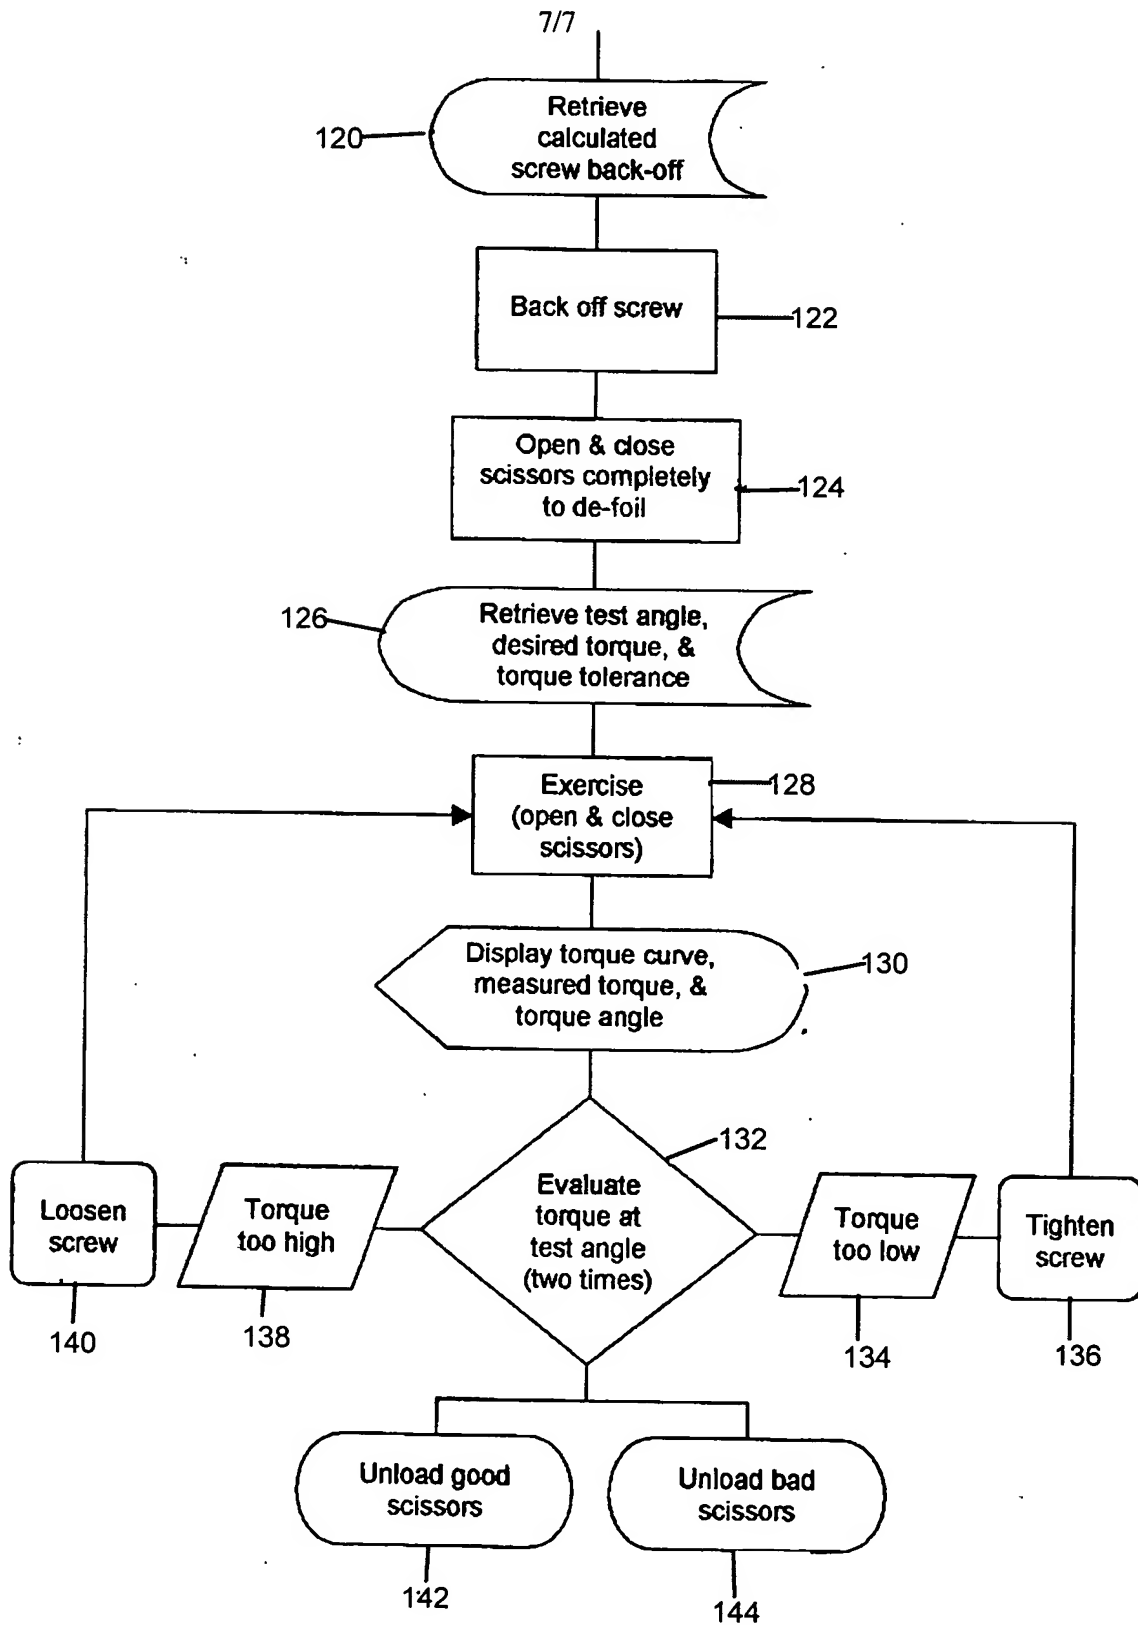 7/7
Retrieve
calculated
screw back-off
120
Back off screw
122
Open & close
scissors completely
to de-foil
124
Retrieve test angle,
desired torque, &
torque tolerance
126
Exercise
(open & close
scissors)
128
Display torque curve,
measured torque, &
torque angle
130
Evaluate
torque at
test angle
(two times)
132
Loosen
screw
140
Torque
too high
138
Torque
too low
134
Tighten
screw
136
Unload good
scissors
142
Unload bad
scissors
144